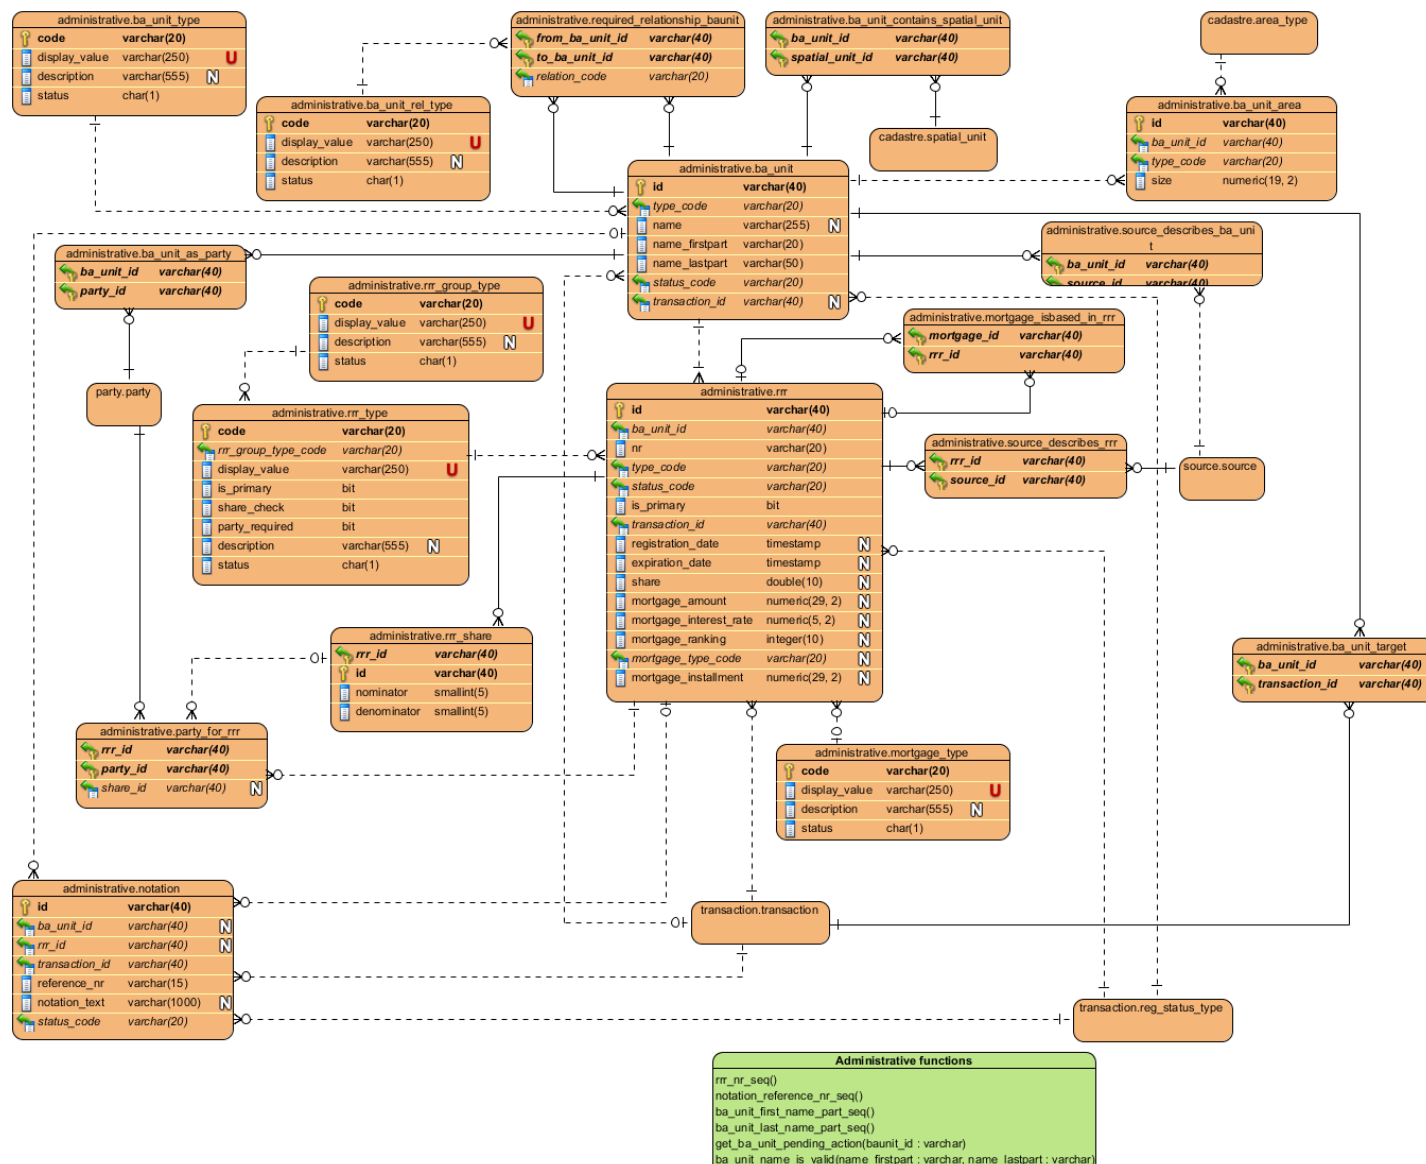 administrative.ba_unit_type
code varchar(20)
display_value varchar(250) U
description varchar(555) N
status char(1)
administrative.required_relationship_baunit
from_ba_unit_id varchar(40)
to_ba_unit_id varchar(40)
relation_code varchar(20)
administrative.ba_unit_contains_spatial_unit
ba_unit_id varchar(40)
spatial_unit_id varchar(40)
cadastre.area_type
administrative.ba_unit_rel_type
code varchar(20)
display_value varchar(250) U
description varchar(555) N
status char(1)
cadastre.spatial_unit
administrative.ba_unit_area
id varchar(40)
ba_unit_id varchar(40)
type_code varchar(20)
size numeric(19, 2)
administrative.ba_unit
id varchar(40)
type_code varchar(20)
name varchar(255) N
name_firstpart varchar(20)
name_lastpart varchar(50)
status_code varchar(20)
transaction_id varchar(40) N
administrative.ba_unit_as_party
ba_unit_id varchar(40)
party_id varchar(40)
administrative.source_describes_ba_uni
t
ba_unit_id varchar(40)
source_id varchar(40)
administrative.rrr_group_type
code varchar(20)
display_value varchar(250) U
description varchar(555) N
status char(1)
administrative.mortgage_isbased_in_rrr
mortgage_id varchar(40)
rrr_id varchar(40)
party.party
administrative.rrr_type
code varchar(20)
rrr_group_type_code varchar(20)
display_value varchar(250) U
is_primary bit
share_check bit
party_required bit
description varchar(555) N
status char(1)
administrative.rrr
id varchar(40)
ba_unit_id varchar(40)
nr varchar(20)
type_code varchar(20)
status_code varchar(20)
is_primary bit
transaction_id varchar(40)
registration_date timestamp N
expiration_date timestamp N
share double(10) N
mortgage_amount numeric(29, 2) N
mortgage_interest_rate numeric(5, 2) N
mortgage_ranking integer(10) N
mortgage_type_code varchar(20) N
mortgage_installment numeric(29, 2) N
administrative.source_describes_rrr
rrr_id varchar(40)
source_id varchar(40)
source.source
administrative.rrr_share
rrr_id varchar(40)
id varchar(40)
nominator smallint(5)
denominator smallint(5)
administrative.ba_unit_target
ba_unit_id varchar(40)
transaction_id varchar(40)
administrative.party_for_rrr
rrr_id varchar(40)
party_id varchar(40)
share_id varchar(40) N
administrative.mortgage_type
code varchar(20)
display_value varchar(250) U
description varchar(555) N
status char(1)
administrative.notation
id varchar(40)
ba_unit_id varchar(40) N
rrr_id varchar(40) N
transaction_id varchar(40)
reference_nr varchar(15)
notation_text varchar(1000) N
status_code varchar(20)
transaction.transaction
transaction.reg_status_type
Administrative functions
rrr_nr_seq()
notation_reference_nr_seq()
ba_unit_first_name_part_seq()
ba_unit_last_name_part_seq()
get_ba_unit_pending_action(baunit_id : varchar)
ba_unit_name_is_valid(name_firstpart : varchar, name_lastpart : varchar)